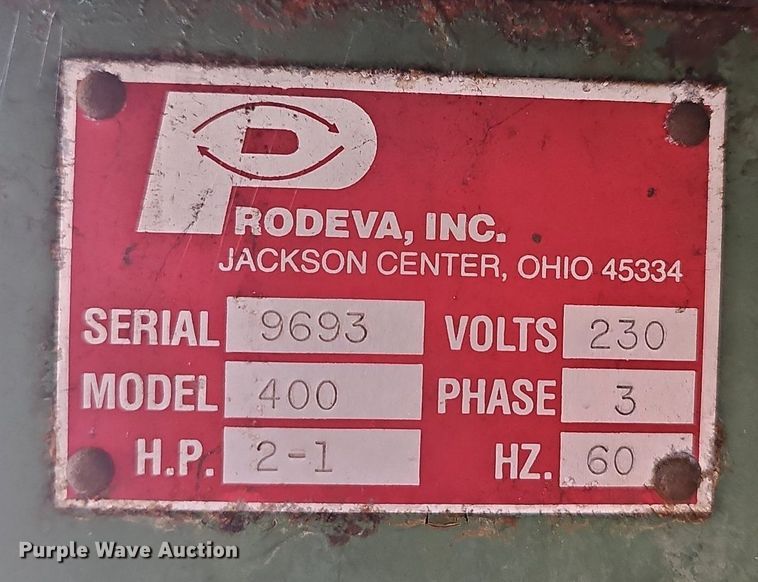 PRODEVA, INC.
JACKSON CENTER, OHIO 45334
SERIAL 9693 VOLTS 230
MODEL 400 PHASE 3
H.P. 2-1 HZ. 60
Purple Wave Auction